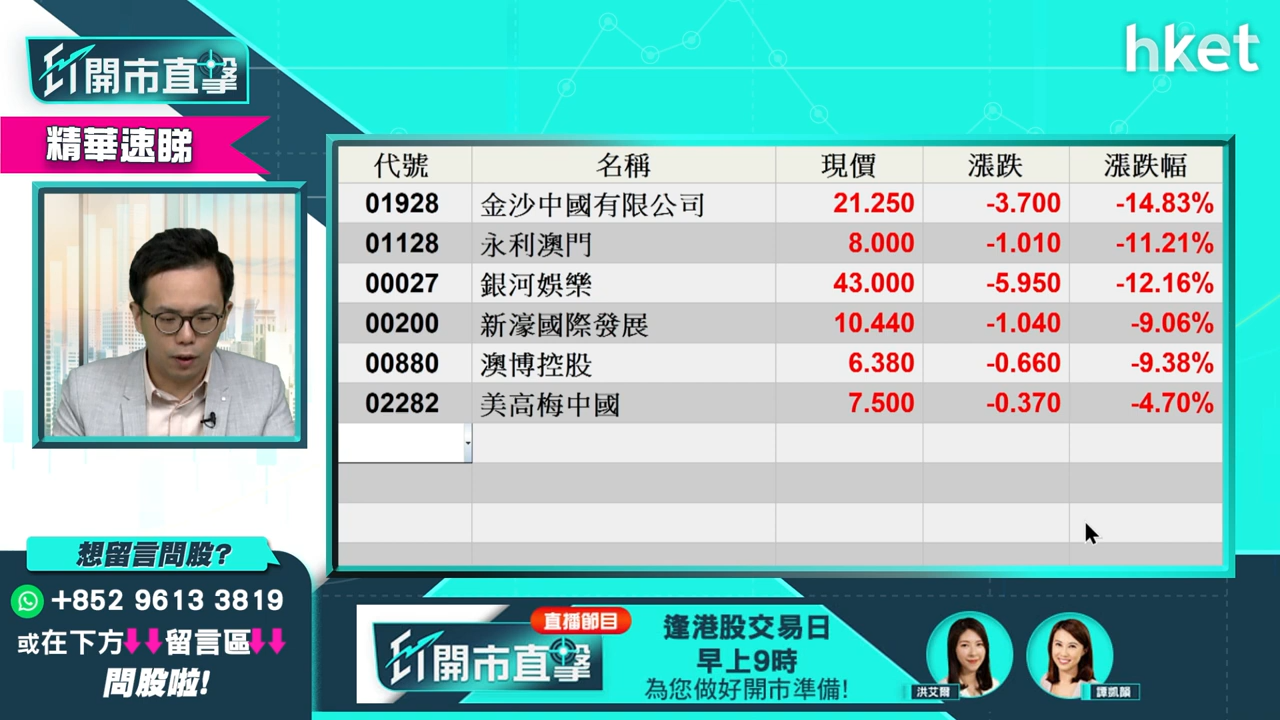 hket
ET開市直擊
精華速睇
代號 名稱 現價 漲跌 漲跌幅
01928 金沙中國有限公司 21.250 -3.700 -14.83%
01128 永利澳門 8.000 -1.010 -11.21%
00027 銀河娛樂 43.000 -5.950 -12.16%
00200 新濠國際發展 10.440 -1.040 -9.06%
00880 澳博控股 6.380 -0.660 -9.38%
02282 美高梅中國 7.500 -0.370 -4.70%
想留言問股?
+852 9613 3819
或在下方⬇⬇留言區⬇⬇
問股啦!
直播節目
ET開市直擊
逢港股交易日
早上9時
為您做好開市準備!
洪艾爾
譚凱韻